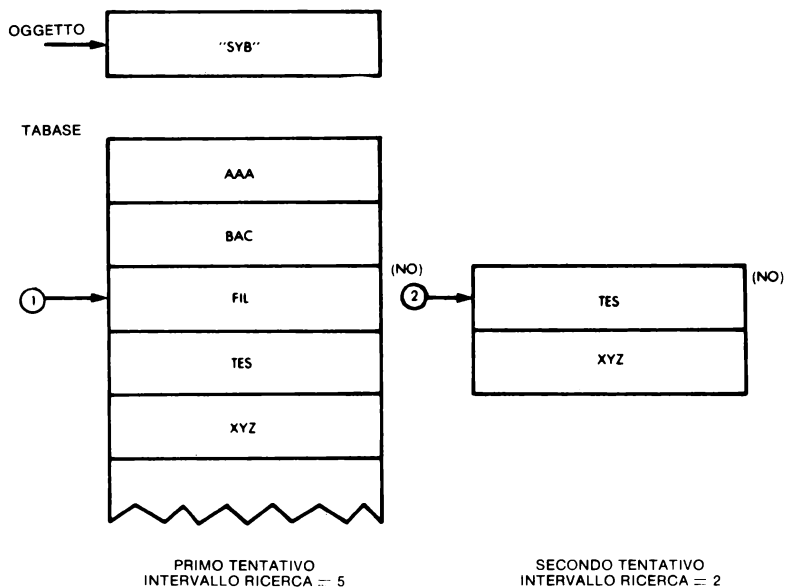 OGGETTO
"SYB"
TABASE
AAA
BAC
(NO)
1
FIL
TES
XYZ
2
TES
(NO)
XYZ
PRIMO TENTATIVO
INTERVALLO RICERCA = 5
SECONDO TENTATIVO
INTERVALLO RICERCA = 2